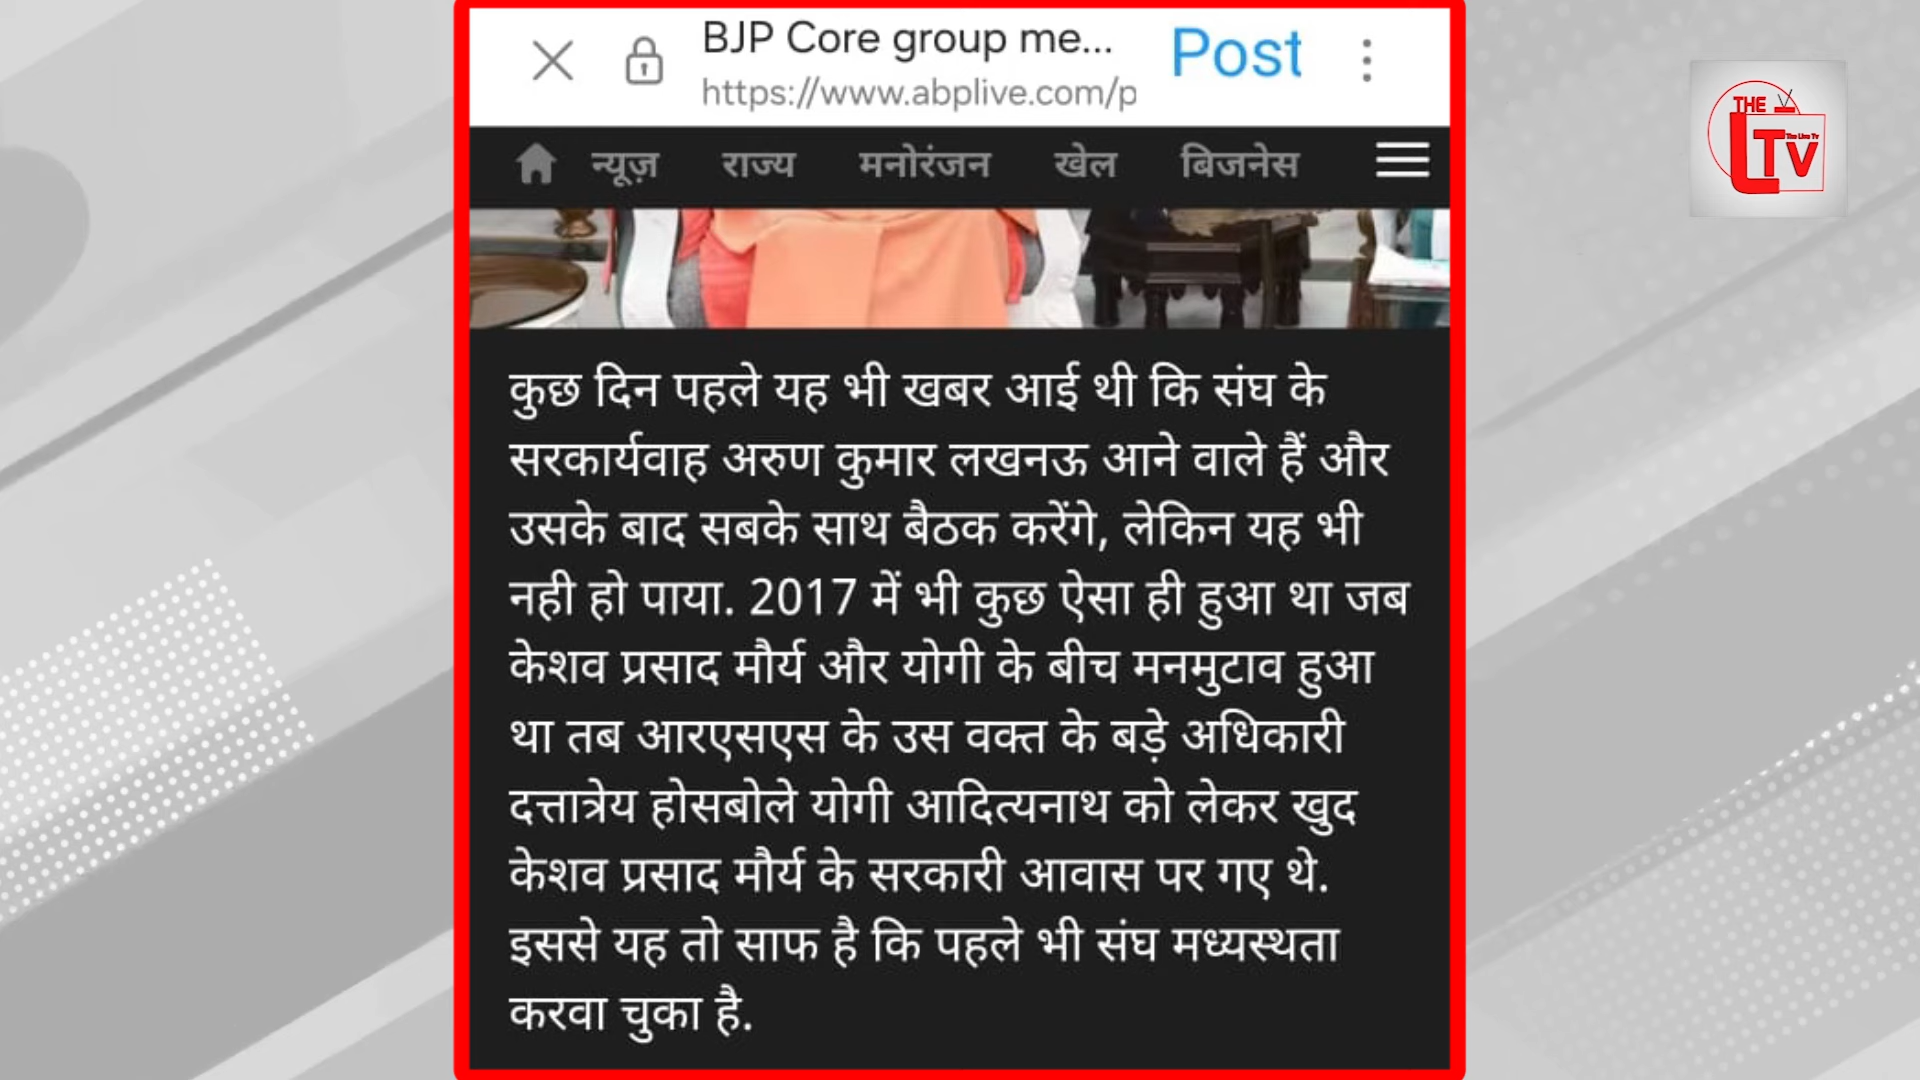 BJP Core group me...
Post
https://www.abplive.com/p
THE
LTV
The Live Tv
न्यूज़ राज्य मनोरंजन खेल बिजनेस
कुछ दिन पहले यह भी खबर आई थी कि संघ के
सरकार्यवाह अरुण कुमार लखनऊ आने वाले हैं और
उसके बाद सबके साथ बैठक करेंगे, लेकिन यह भी
नही हो पाया. 2017 में भी कुछ ऐसा ही हुआ था जब
केशव प्रसाद मौर्य और योगी के बीच मनमुटाव हुआ
था तब आरएसएस के उस वक्त के बड़े अधिकारी
दत्तात्रेय होसबोले योगी आदित्यनाथ को लेकर खुद
केशव प्रसाद मौर्य के सरकारी आवास पर गए थे.
इससे यह तो साफ है कि पहले भी संघ मध्यस्थता
करवा चुका है.